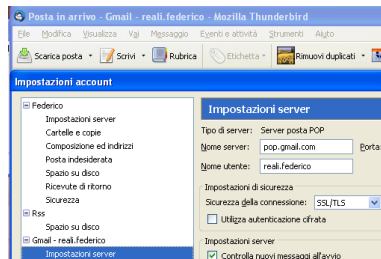 Posta in arrivo - Gmail - reali.federico - Mozilla Thunderbird
File Modifica Visualizza Vai Messaggio Eventi e attività Strumenti Aiuto
Scarica posta Scrivi Rubrica Etichetta Rimuovi duplicati
Impostazioni account
Federico
Impostazioni server
Cartelle e copie
Composizione ed indirizzi
Posta indesiderata
Spazio su disco
Ricevute di ritorno
Sicurezza
Rss
Spazio su disco
Gmail - reali.federico
Impostazioni server
Impostazioni server
Tipo di server: Server posta POP
Nome server: pop.gmail.com Porta:
Nome utente: reali.federico
Impostazioni di sicurezza
Sicurezza della connessione: SSL/TLS
Utilizza autenticazione cifrata
Impostazioni server
Controlla nuovi messaggi all'avvio